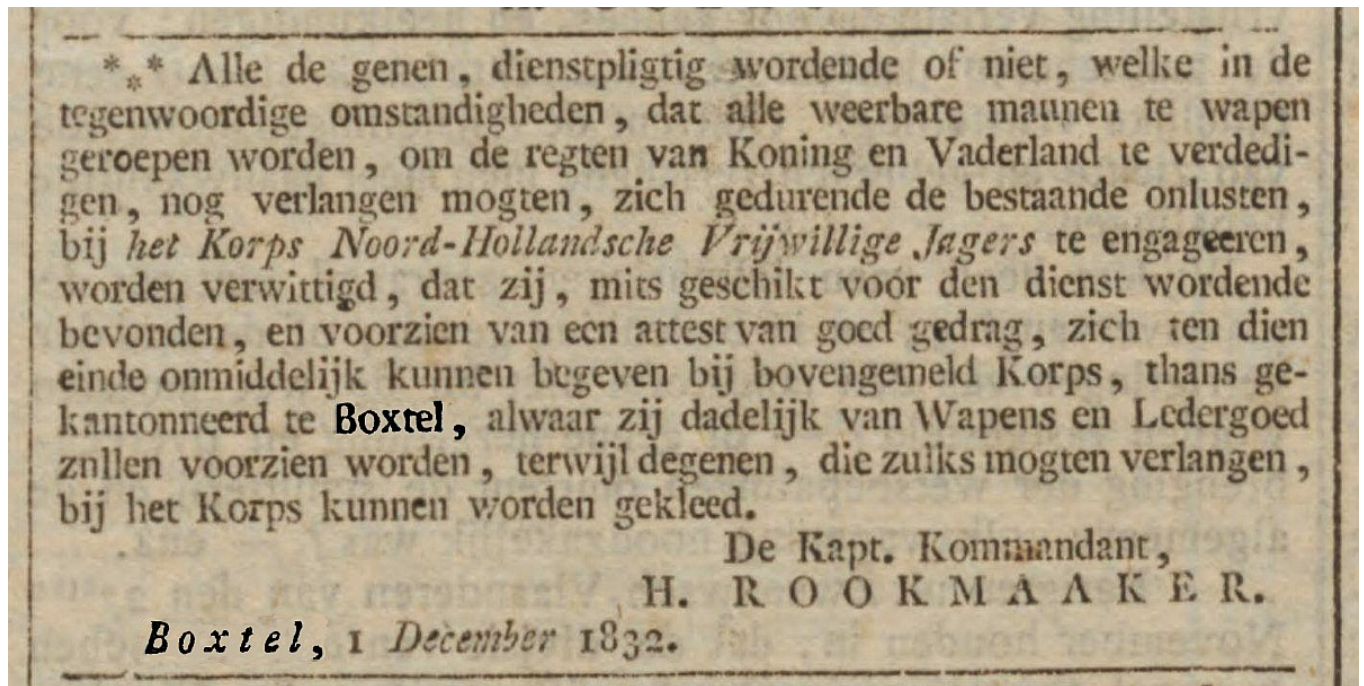 *⁎* Alle de genen, dienstpligtig wordende of niet, welke in de
tegenwoordige omstandigheden, dat alle weerbare maunen te wapen
geroepen worden, om de regten van Koning en Vaderland te verdedi-
gen, nog verlangen mogten, zich gedurende de bestaande onlusten,
bij het Korps Noord-Hollandsche Vrijwillige Jagers te engageeren,
worden verwittigd, dat zij, mits geschikt voor den dienst wordende
bevonden, en voorzien van een attest van goed gedrag, zich ten dien
einde onmiddelijk kunnen begeven bij bovengemeld Korps, thans ge-
kantonneerd te Boxtel, alwaar zij dadelijk van Wapens en Ledergoed
znllen voorzien worden, terwijl degenen, die zulks mogten verlangen,
bij het Korps kunnen worden gekleed.
De Kapt. Kommandant,
H. ROOKMAAKER.
Boxtel, 1 December 1832.